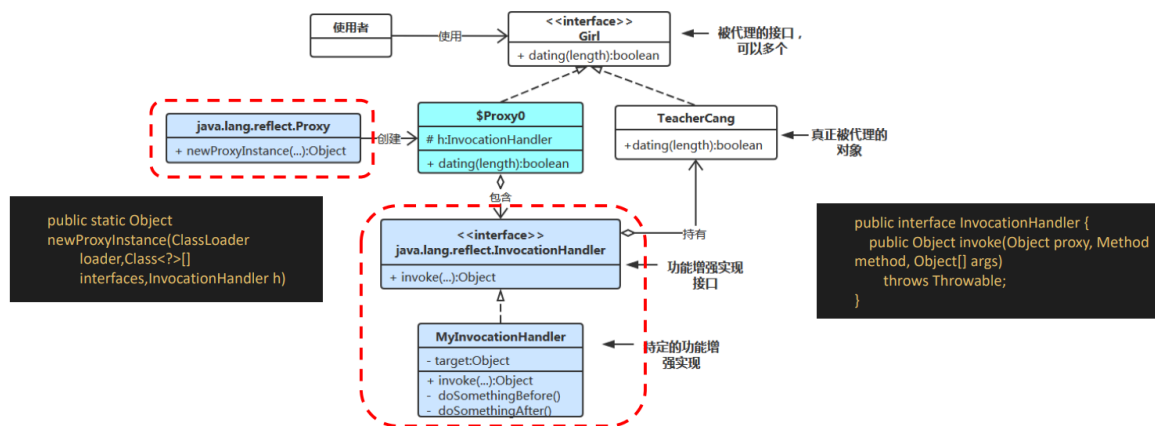 使用者
使用
<<interface>>
Girl
+ dating(length):boolean
被代理的接口，
可以多个
java.lang.reflect.Proxy
+ newProxyInstance(...):Object
创建
$Proxy0
# h:InvocationHandler
+ dating(length):boolean
TeacherCang
+dating(length):boolean
真正被代理的
对象
包含
public static Object
newProxyInstance(ClassLoader
loader,Class<?>[]
interfaces,InvocationHandler h)
<<interface>>
java.lang.reflect.InvocationHandler
+ invoke(...):Object
持有
功能增强实现
接口
public interface InvocationHandler {
public Object invoke(Object proxy, Method
method, Object[] args)
throws Throwable;
}
MyInvocationHandler
- target:Object
+ invoke(...):Object
- doSomethingBefore()
- doSomethingAfter()
特定的功能增
强实现